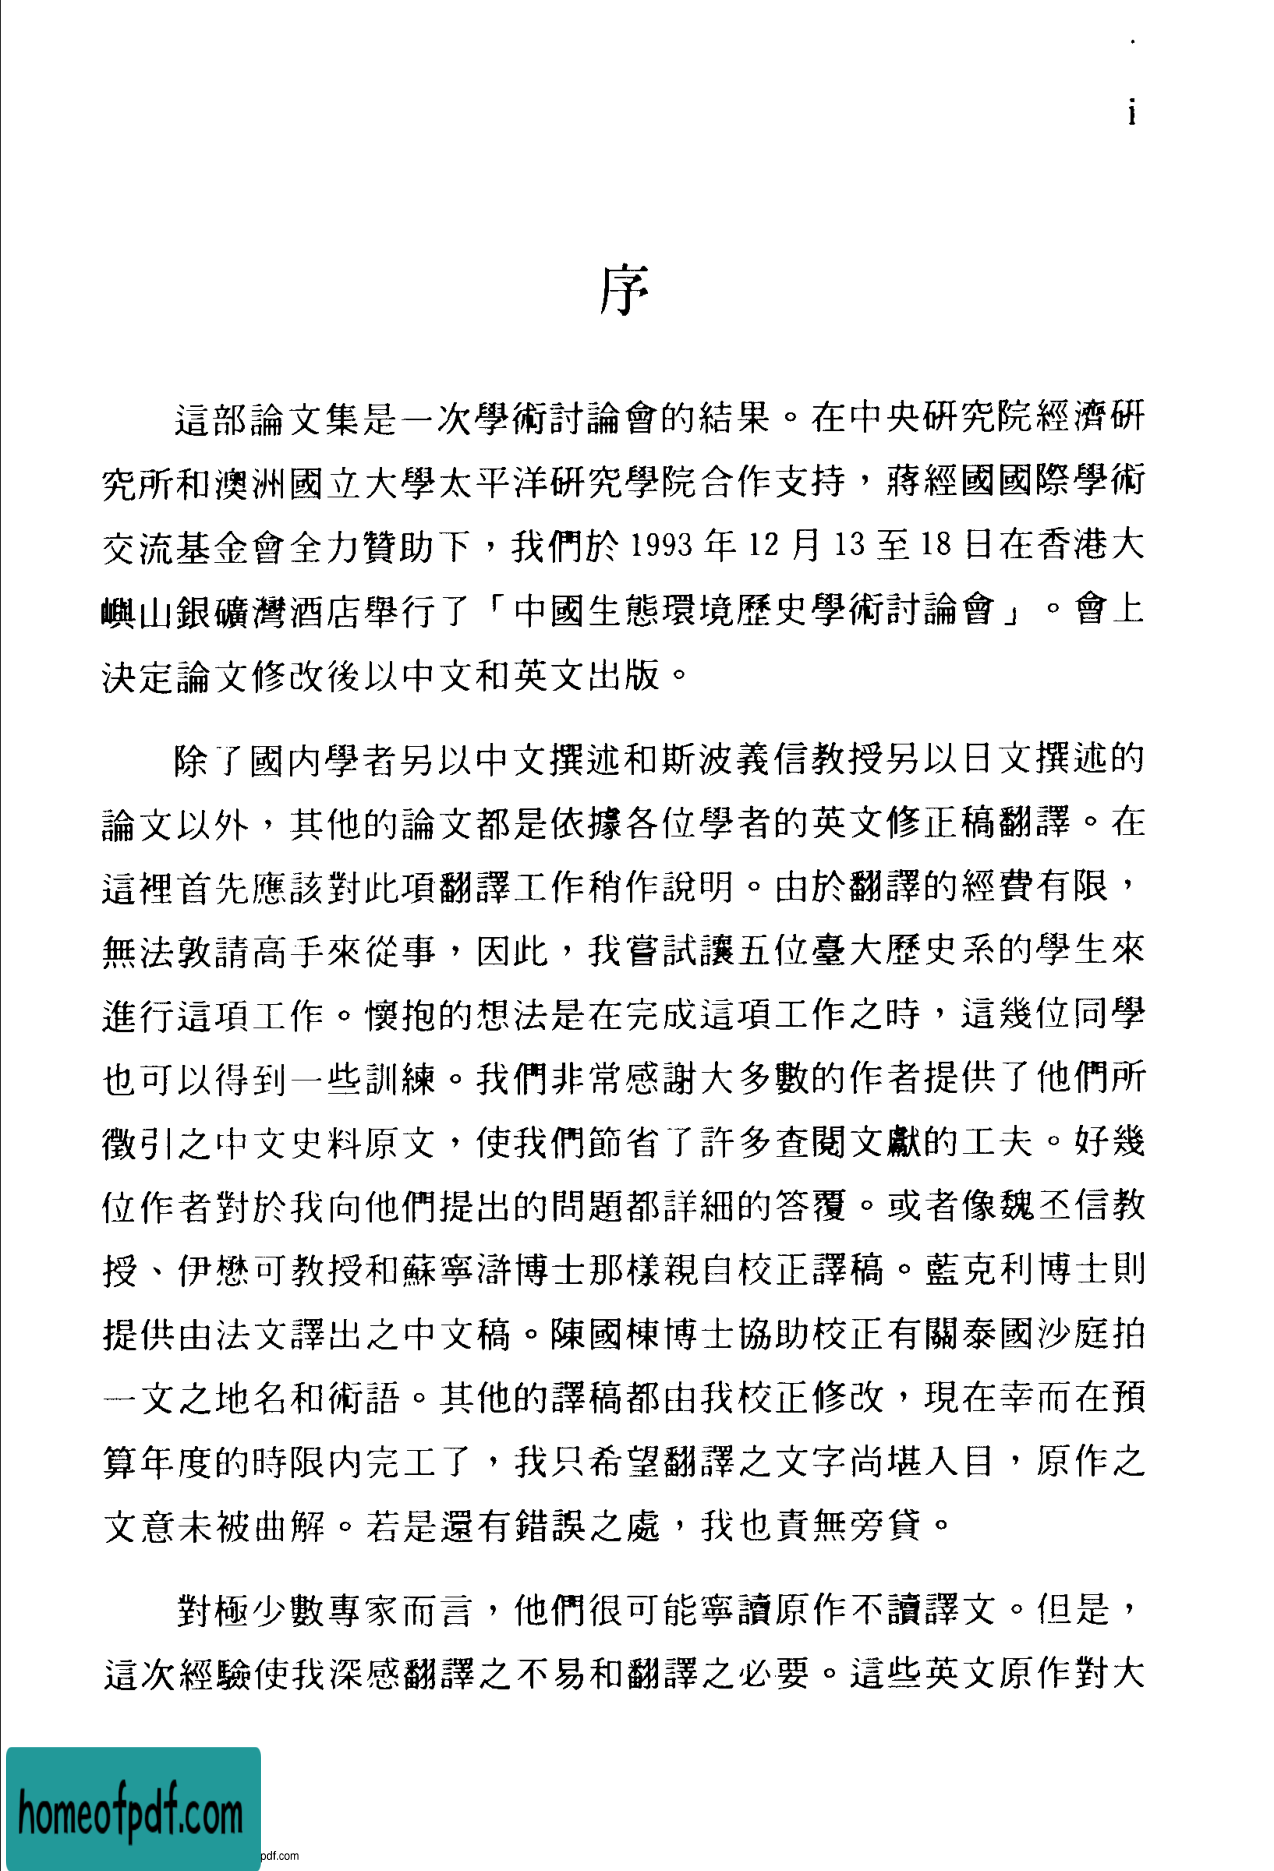 i
序
這部論文集是一次學術討論會的結果。在中央研究院經濟研
究所和澳洲國立大學太平洋研究學院合作支持，蔣經國國際學術
交流基金會全力贊助下，我們於 1993 年 12 月 13 至 18 日在香港大
嶼山銀礦灣酒店舉行了「中國生態環境歷史學術討論會」。會上
決定論文修改後以中文和英文出版。
除了國內學者另以中文撰述和斯波義信教授另以日文撰述的
論文以外，其他的論文都是依據各位學者的英文修正稿翻譯。在
這裡首先應該對此項翻譯工作稍作說明。由於翻譯的經費有限，
無法敦請高手來從事，因此，我嘗試讓五位臺大歷史系的學生來
進行這項工作。懷抱的想法是在完成這項工作之時，這幾位同學
也可以得到一些訓練。我們非常感謝大多數的作者提供了他們所
徵引之中文史料原文，使我們節省了許多查閱文獻的工夫。好幾
位作者對於我向他們提出的問題都詳細的答覆。或者像魏丕信教
授、伊懋可教授和蘇寧滸博士那樣親自校正譯稿。藍克利博士則
提供由法文譯出之中文稿。陳國棟博士協助校正有關泰國沙庭拍
一文之地名和術語。其他的譯稿都由我校正修改，現在幸而在預
算年度的時限內完工了，我只希望翻譯之文字尚堪入目，原作之
文意未被曲解。若是還有錯誤之處，我也責無旁貸。
對極少數專家而言，他們很可能寧讀原作不讀譯文。但是，
這次經驗使我深感翻譯之不易和翻譯之必要。這些英文原作對大
homeofpdf.com
pdf.com